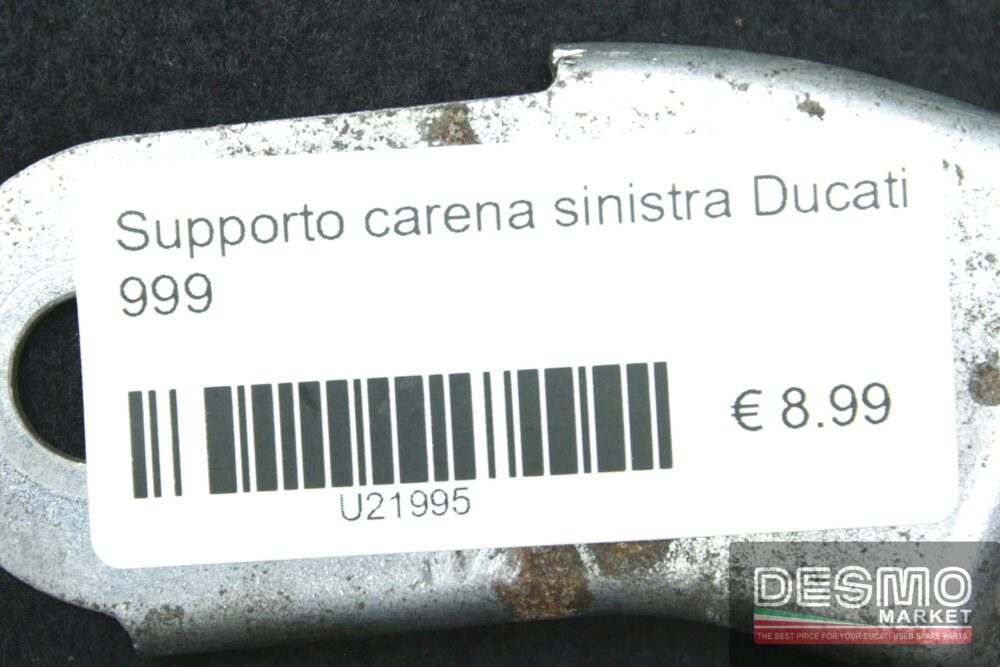 Supporto carena sinistra Ducati
999
€ 8.99
U21995
DESMO
MARKET
THE BEST PRICE FOR YOUR DUCATI USED SPARE PARTS